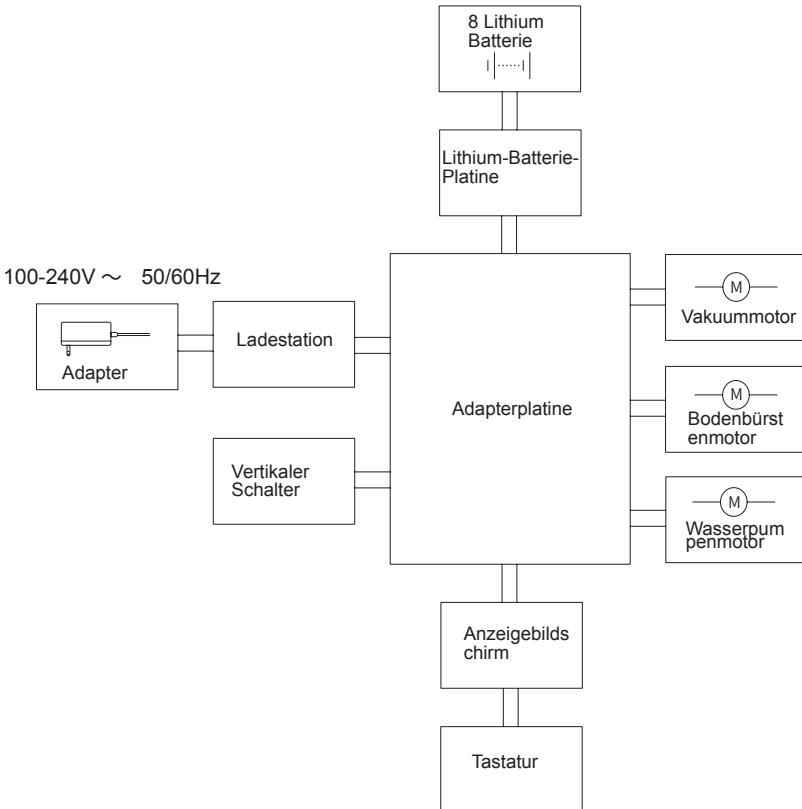 8 Lithium
Batterie
Lithium-Batterie-
Platine
100-240V ～ 50/60Hz
Adapter
Ladestation
Adapterplatine
M
Vakuummotor
M
Bodenbürst
enmotor
Vertikaler
Schalter
M
Wasserpum
penmotor
Anzeigebilds
chirm
Tastatur